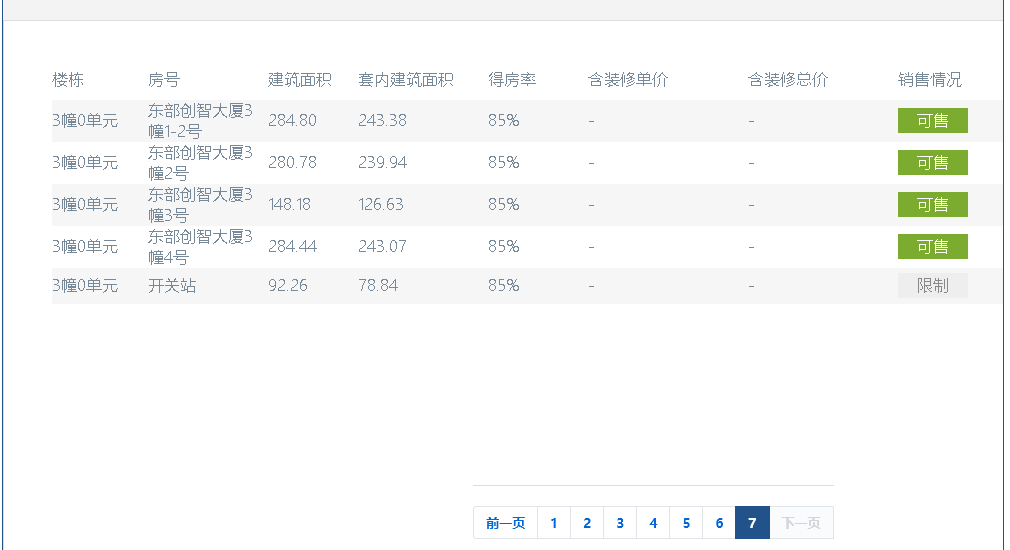 楼栋 房号 建筑面积 套内建筑面积 得房率 含装修单价 含装修总价 销售情况
3幢0单元 东部创智大厦3幢1-2号 284.80 243.38 85% - - 可售
3幢0单元 东部创智大厦3幢2号 280.78 239.94 85% - - 可售
3幢0单元 东部创智大厦3幢3号 148.18 126.63 85% - - 可售
3幢0单元 东部创智大厦3幢4号 284.44 243.07 85% - - 可售
3幢0单元 开关站 92.26 78.84 85% - - 限制
前一页 1 2 3 4 5 6 7 下一页